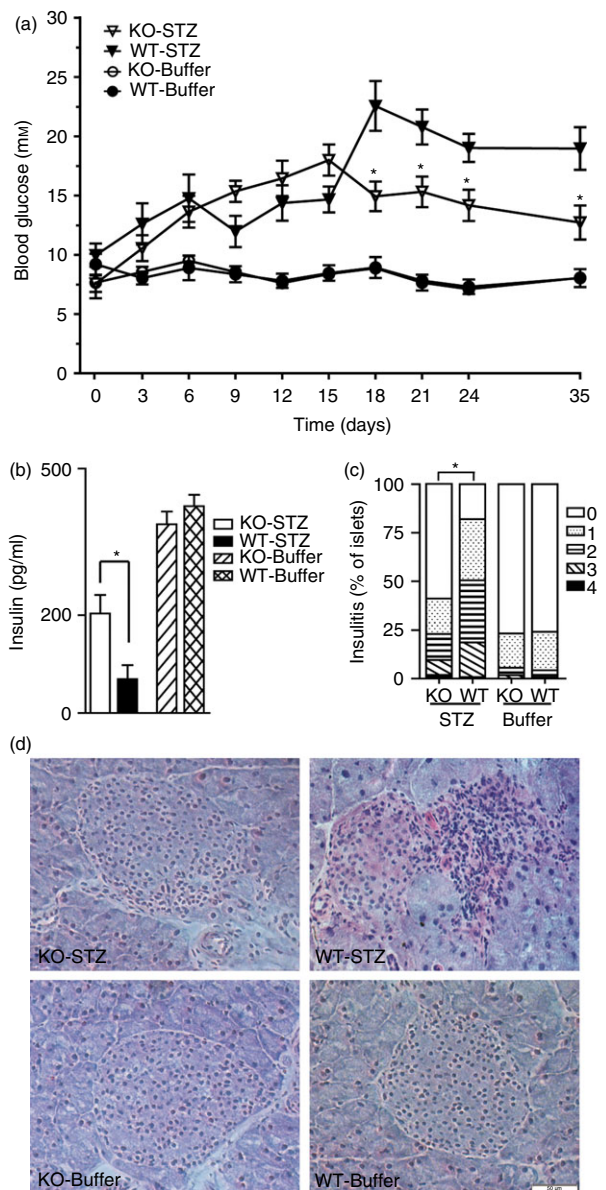 (a)
30
25
20
15
10
5
0
Blood glucose (mM)
KO-STZ
WT-STZ
KO-Buffer
WT-Buffer
* * * *
0 3 6 9 12 15 18 21 24 35
Time (days)
(b)
500
200
0
Insulin (pg/ml)
*
KO-STZ
WT-STZ
KO-Buffer
WT-Buffer
(c)
100
75
50
25
0
Insulitis (% of islets)
*
0
1
2
3
4
KO WT KO WT
STZ Buffer
(d)
KO-STZ
WT-STZ
KO-Buffer
WT-Buffer
50 μm